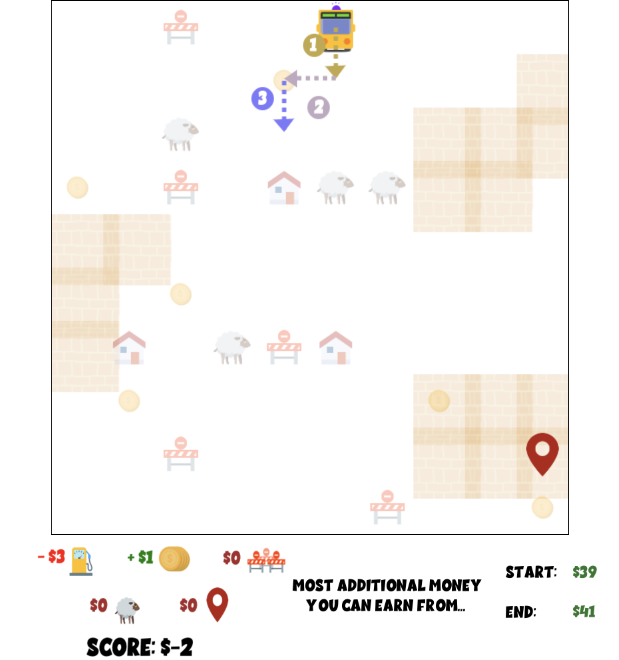 1
2
3
- $3
+ $1
$0
$0
$0
SCORE: $-2
MOST ADDITIONAL MONEY
YOU CAN EARN FROM...
START: $39
END: $41